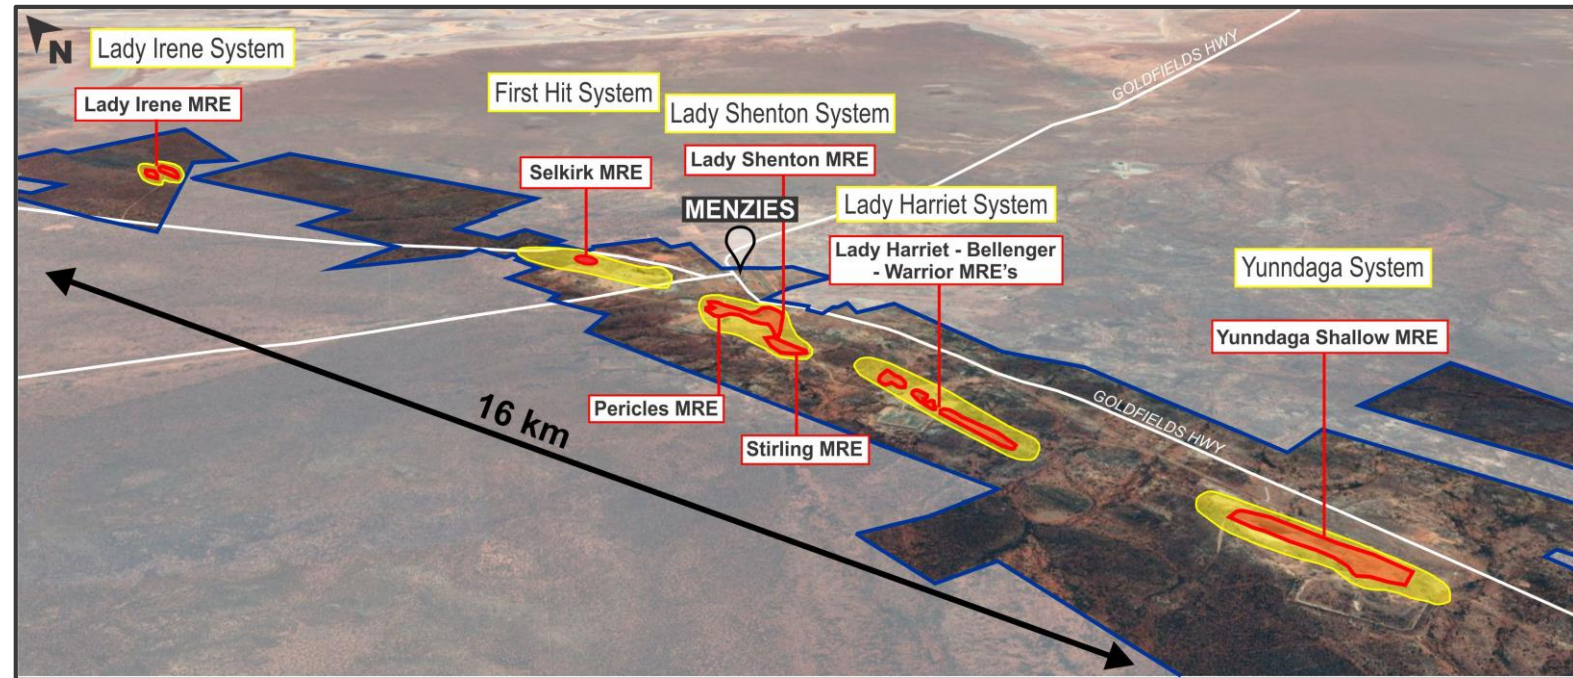 N
Lady Irene System
Lady Irene MRE
First Hit System
Selkirk MRE
Lady Shenton System
Lady Shenton MRE
MENZIES
GOLDFIELDS HWY
Lady Harriet System
Lady Harriet - Bellenger
- Warrior MRE's
Yunndaga System
Yunndaga Shallow MRE
Pericles MRE
Stirling MRE
GOLDFIELDS HWY
16 km